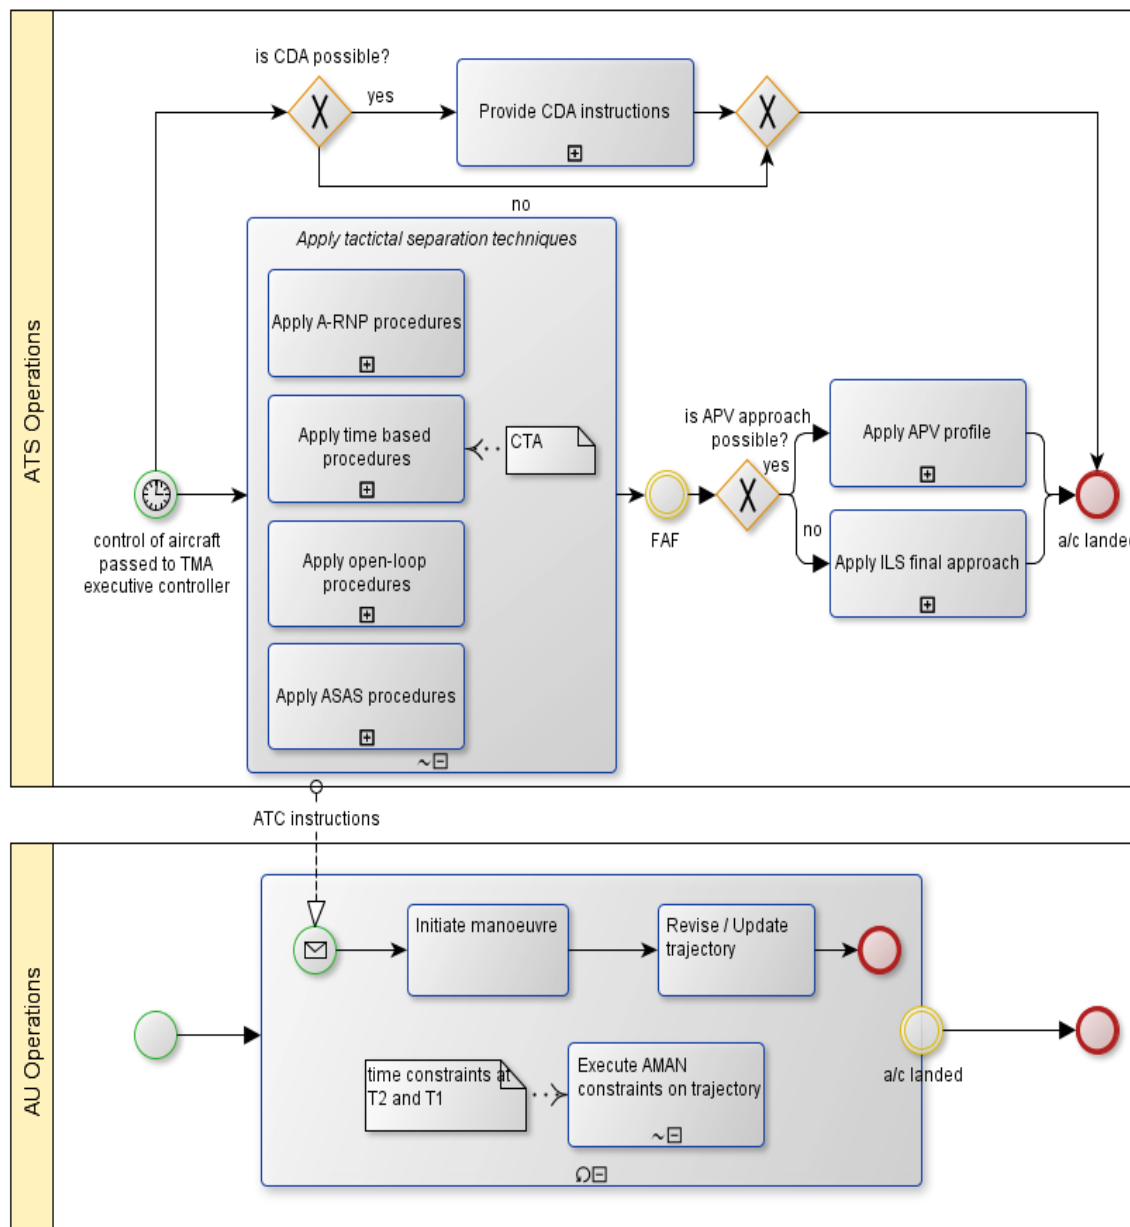 ATS Operations
is CDA possible?
yes
Provide CDA instructions
no
Apply tactictal separation techniques
Apply A-RNP procedures
Apply time based
procedures
CTA
Apply open-loop
procedures
Apply ASAS procedures
control of aircraft
passed to TMA
executive controller
FAF
is APV approach
possible?
yes
no
Apply APV profile
Apply ILS final approach
a/c landed
ATC instructions
AU Operations
Initiate manoeuvre
Revise / Update
trajectory
time constraints at
T2 and T1
Execute AMAN
constraints on trajectory
a/c landed